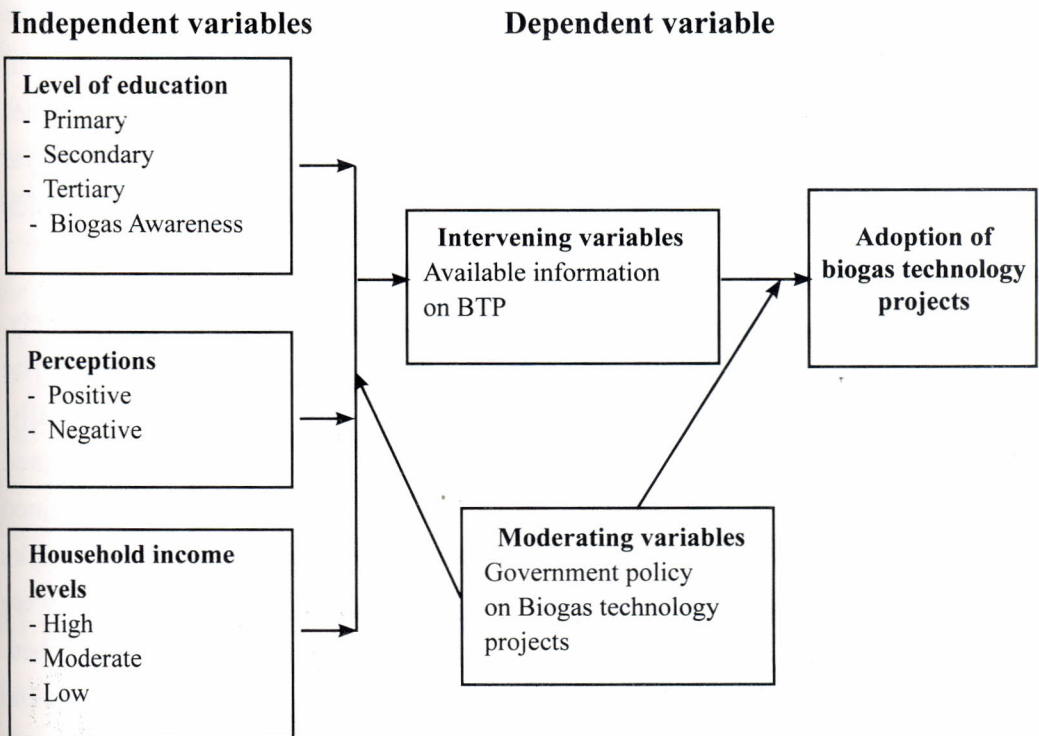 Independent variables
Dependent variable
Level of education
- Primary
- Secondary
- Tertiary
- Biogas Awareness
Perceptions
- Positive
- Negative
Household income
levels
- High
- Moderate
- Low
Intervening variables
Available information
on BTP
Moderating variables
Government policy
on Biogas technology
projects
Adoption of
biogas technology
projects